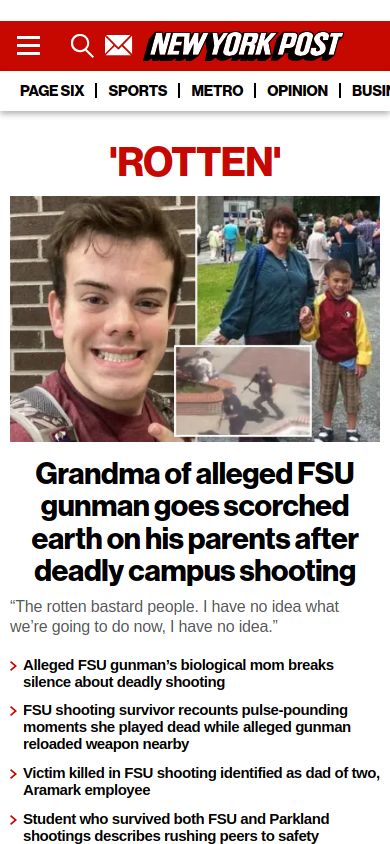 NEW YORK POST
PAGE SIX
SPORTS
METRO
OPINION
BUSI
'ROTTEN'
Grandma of alleged FSU
gunman goes scorched
earth on his parents after
deadly campus shooting
“The rotten bastard people. I have no idea what
we’re going to do now, I have no idea.”
Alleged FSU gunman’s biological mom breaks
silence about deadly shooting
FSU shooting survivor recounts pulse-pounding
moments she played dead while alleged gunman
reloaded weapon nearby
Victim killed in FSU shooting identified as dad of two,
Aramark employee
Student who survived both FSU and Parkland
shootings describes rushing peers to safety